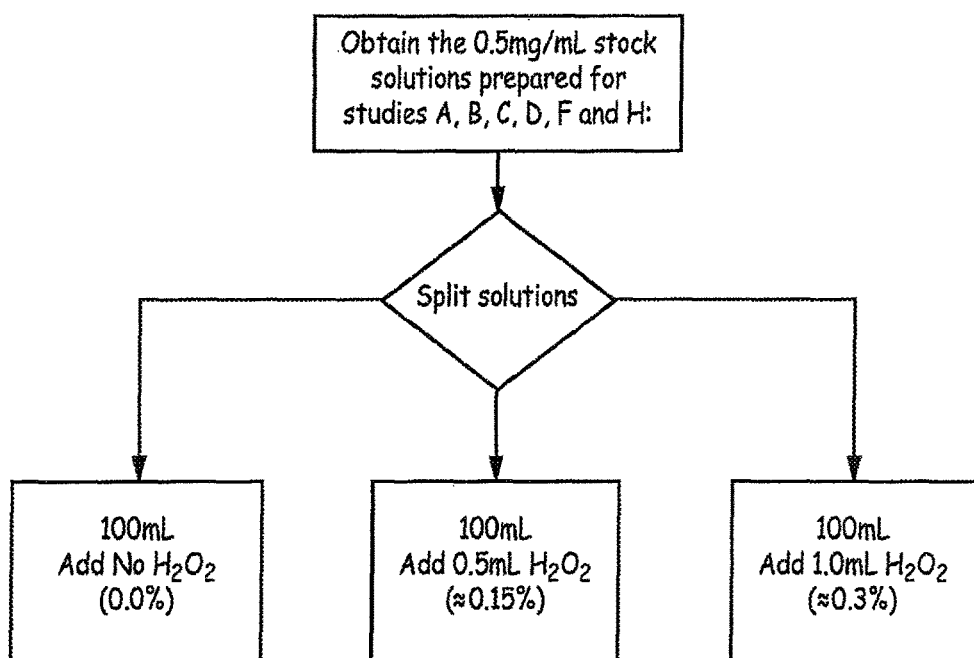 Obtain the 0.5mg/mL stock
solutions prepared for
studies A, B, C, D, F and H:
Split solutions
100mL
Add No H₂O₂
(0.0%)
100mL
Add 0.5mL H₂O₂
(≈0.15%)
100mL
Add 1.0mL H₂O₂
(≈0.3%)